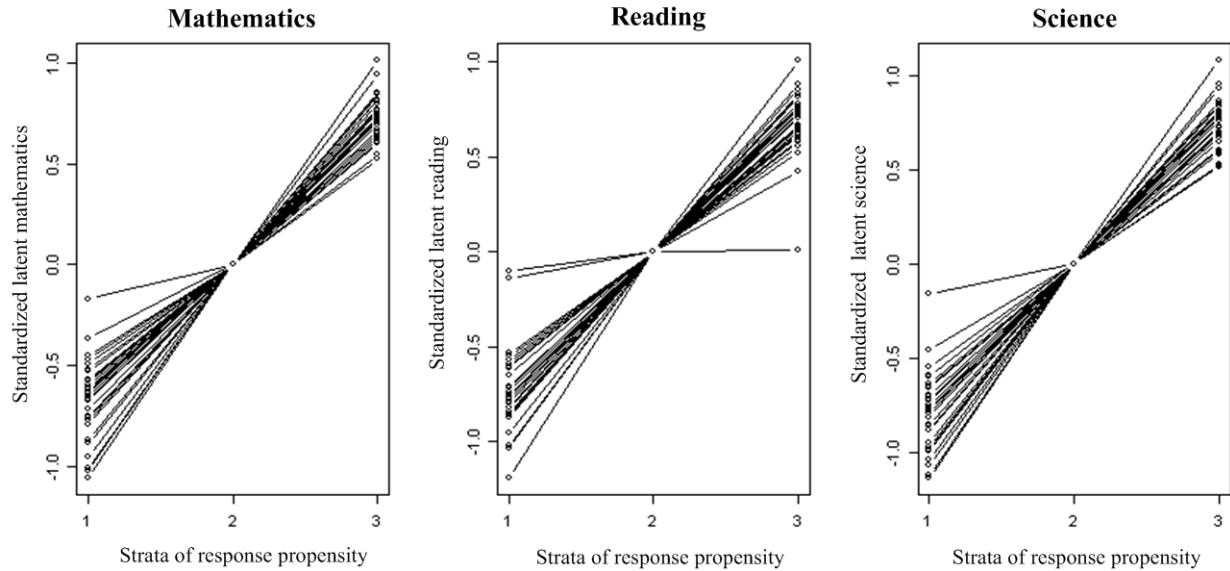 Mathematics
Standardized latent mathematics
1.0
0.5
0.0
-0.5
-1.0
1 2 3
Strata of response propensity
Reading
Standardized latent reading
1.0
0.5
0.0
-0.5
-1.0
1 2 3
Strata of response propensity
Science
Standardized latent science
1.0
0.5
0.0
-0.5
-1.0
1 2 3
Strata of response propensity